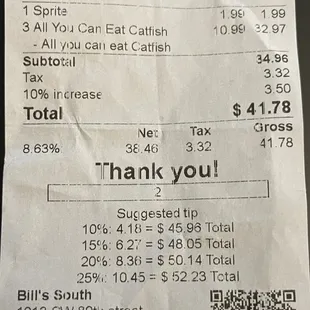 1 Sprite 1.99 1.99
3 All You Can Eat Catfish 10.99 32.97
- All you can eat Catfish
Subtotal 34.96
Tax 3.32
10% increase 3.50
Total $ 41.78
Net Tax Gross
8.63% 38.46 3.32 41.78
Thank you!
2
Suggested tip
10%: 4.18 = $ 45.96 Total
15%: 6.27 = $ 48.05 Total
20%: 8.36 = $ 50.14 Total
25%: 10.45 = $ 52.23 Total
Bill's South